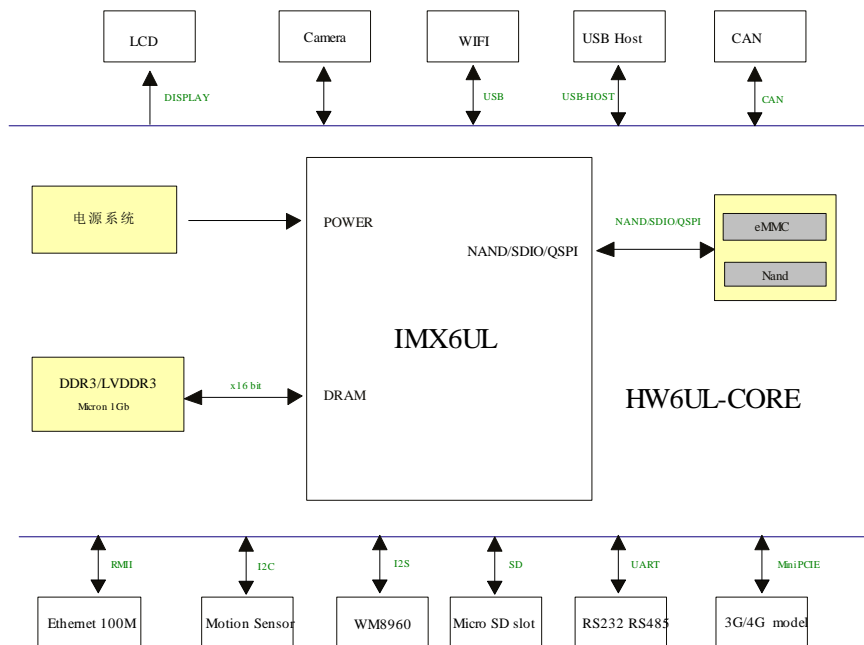 LCD
Camera
WIFI
USB Host
CAN
DISPLAY
USB
USB-HOST
CAN
电源系统
POWER
NAND/SDIO/QSPI
NAND/SDIO/QSPI
eMMC
Nand
IMX6UL
DDR3/LVDDR3
Micron 1Gb
x16 bit
DRAM
HW6UL-CORE
RMII
I2C
I2S
SD
UART
MiniPCIE
Ethernet 100M
Motion Sensor
WM8960
Micro SD slot
RS232 RS485
3G/4G model